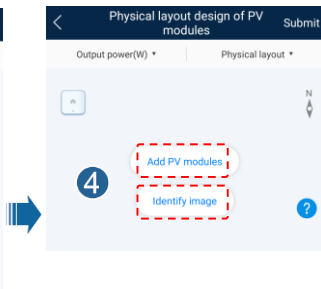 Physical layout design of PV
modules
Submit
Output power(W)
Physical layout
N
Add PV modules
4
Identify image
?